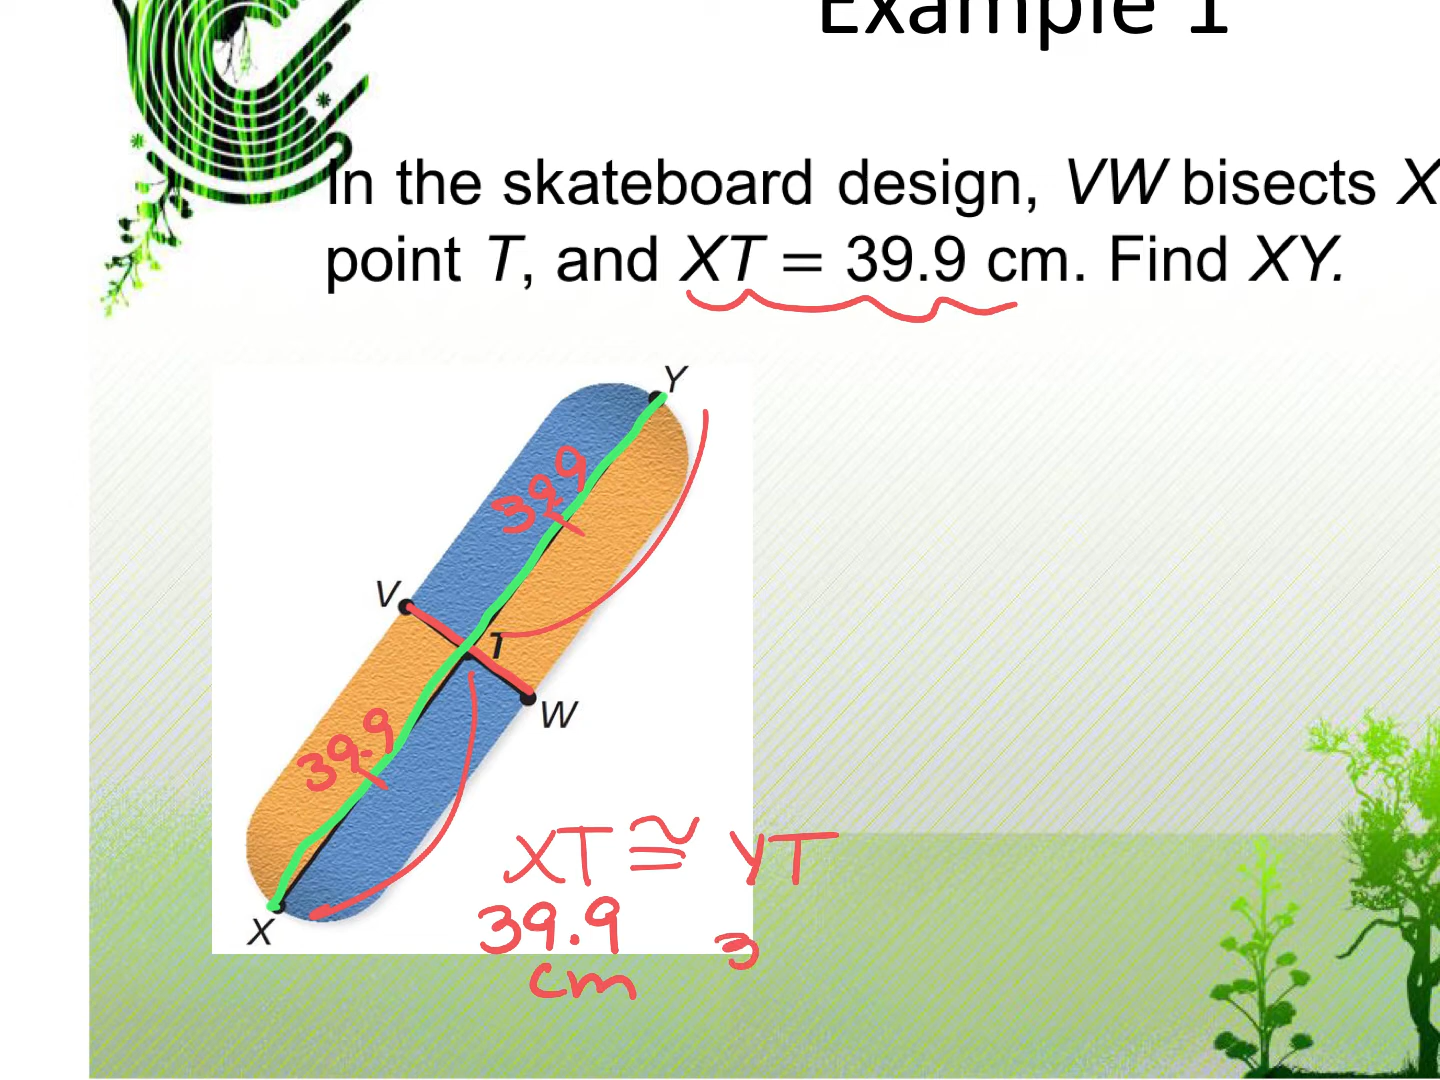 Example 1
In the skateboard design, VW bisects X
point T, and XT = 39.9 cm. Find XY.
Y
39.9
V
T
W
39.9
X
XT ≅ YT
39.9 3
cm